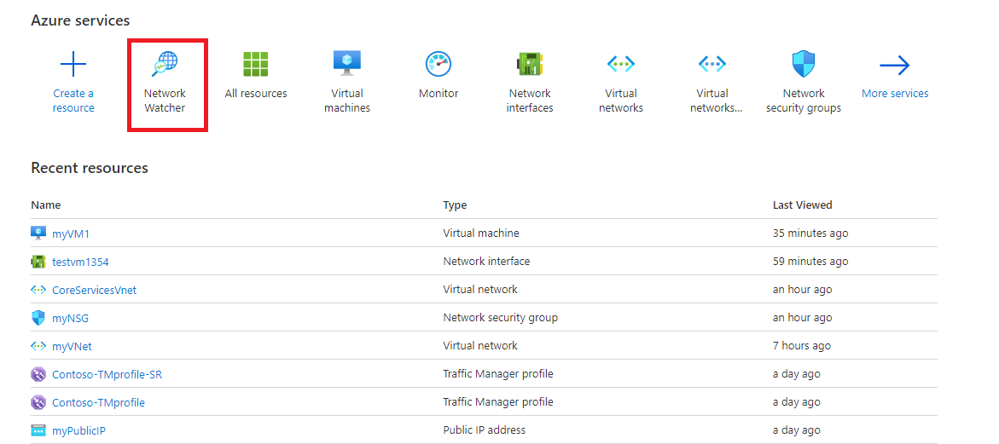 Azure services
Create a
resource
Network
Watcher
All resources
Virtual
machines
Monitor
Network
interfaces
Virtual
networks
Virtual
networks...
Network
security groups
More services
Recent resources
Name Type Last Viewed
myVM1 Virtual machine 35 minutes ago
testvm1354 Network interface 59 minutes ago
CoreServicesVnet Virtual network an hour ago
myNSG Network security group an hour ago
myVNet Virtual network 7 hours ago
Contoso-TMprofile-SR Traffic Manager profile a day ago
Contoso-TMprofile Traffic Manager profile a day ago
myPublicIP Public IP address a day ago